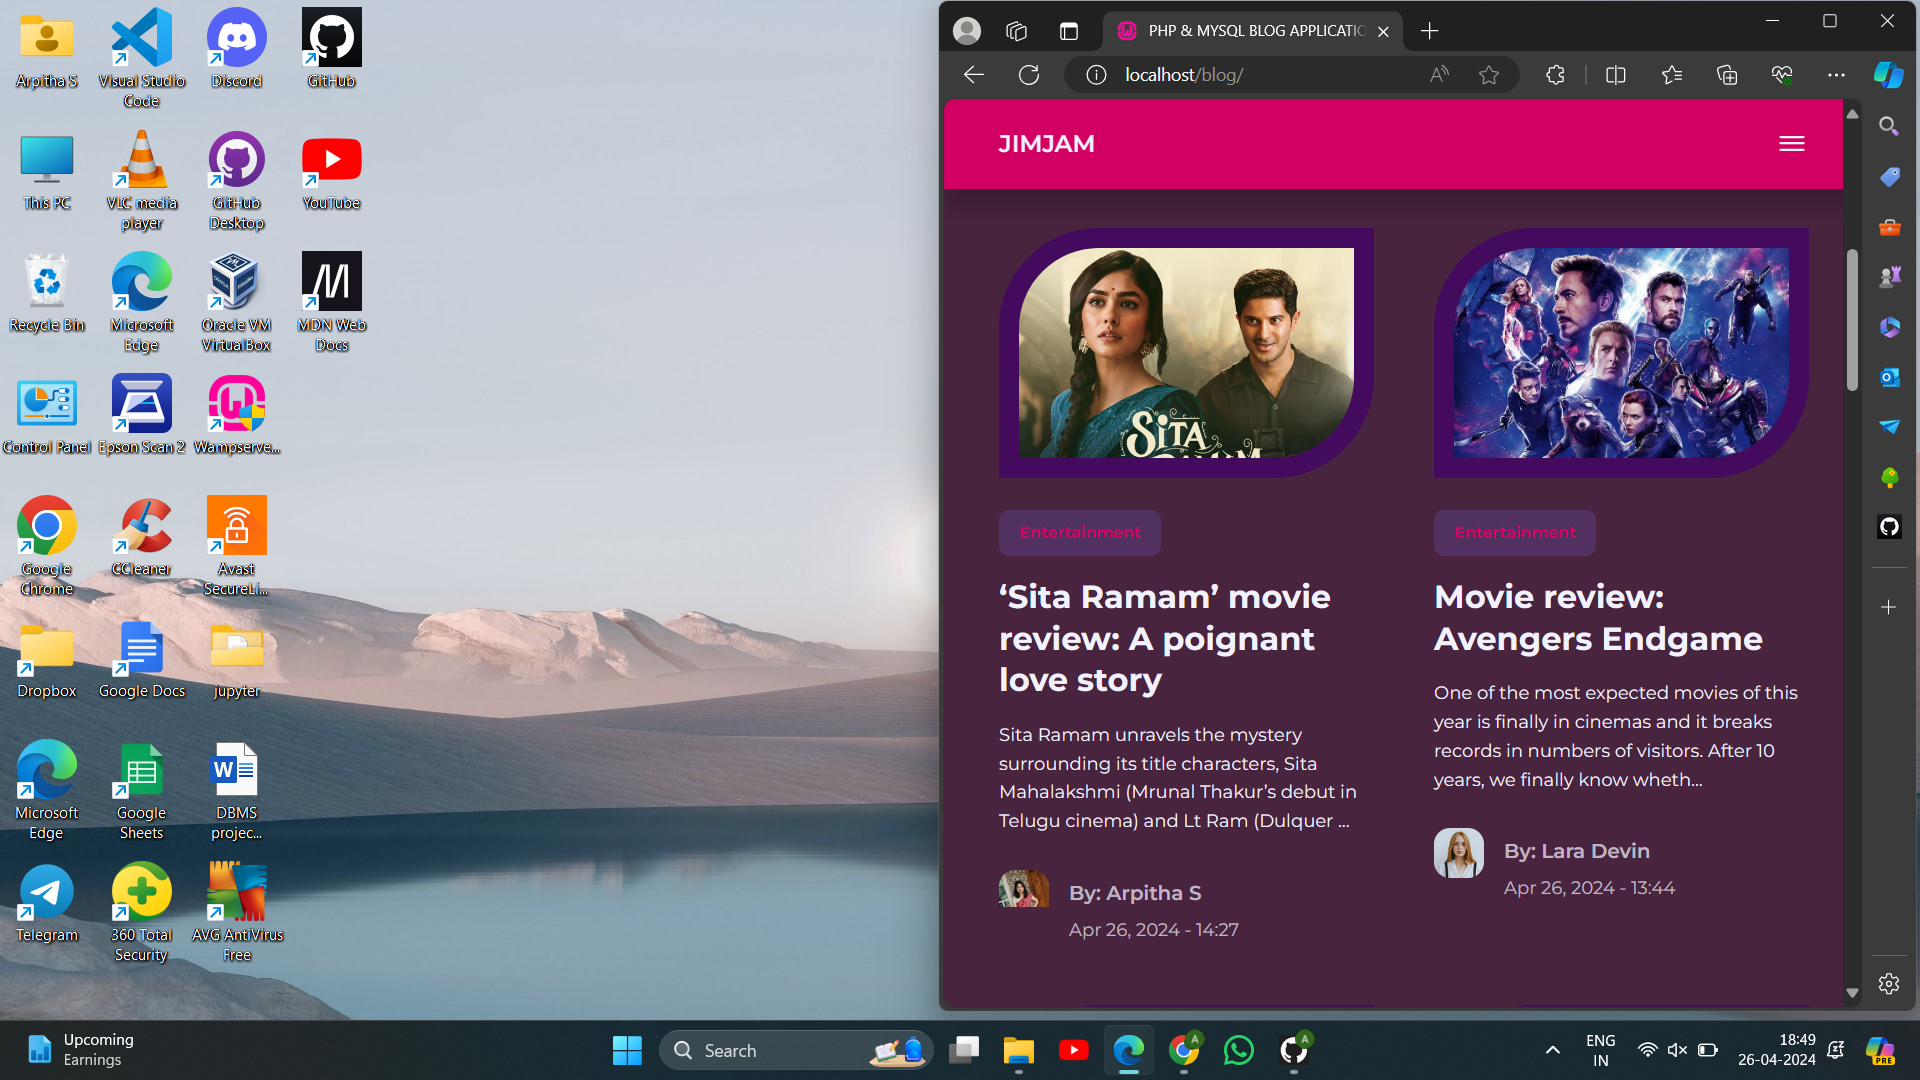 Arpitha S
Visual Studio
Code
Discord
GitHub
This PC
VLC media
player
GitHub
Desktop
YouTube
Recycle Bin
Microsoft
Edge
Oracle VM
VirtualBox
MDN Web
Docs
Control Panel
Epson Scan 2
Wampserve...
Google
Chrome
CCleaner
Avast
SecureLi...
Dropbox
Google Docs
jupyter
Microsoft
Edge
Google
Sheets
DBMS
projec...
Telegram
360 Total
Security
AVG AntiVirus
Free
PHP & MYSQL BLOG APPLICATIO
localhost/blog/
JIMJAM
SITA
RAMAM
Entertainment
‘Sita Ramam’ movie
review: A poignant
love story
Sita Ramam unravels the mystery
surrounding its title characters, Sita
Mahalakshmi (Mrunal Thakur’s debut in
Telugu cinema) and Lt Ram (Dulquer ...
By: Arpitha S
Apr 26, 2024 - 14:27
Entertainment
Movie review:
Avengers Endgame
One of the most expected movies of this
year is finally in cinemas and it breaks
records in numbers of visitors. After 10
years, we finally know wheth...
By: Lara Devin
Apr 26, 2024 - 13:44
Upcoming
Earnings
Search
A
A
ENG
IN
18:49
26-04-2024
PRE